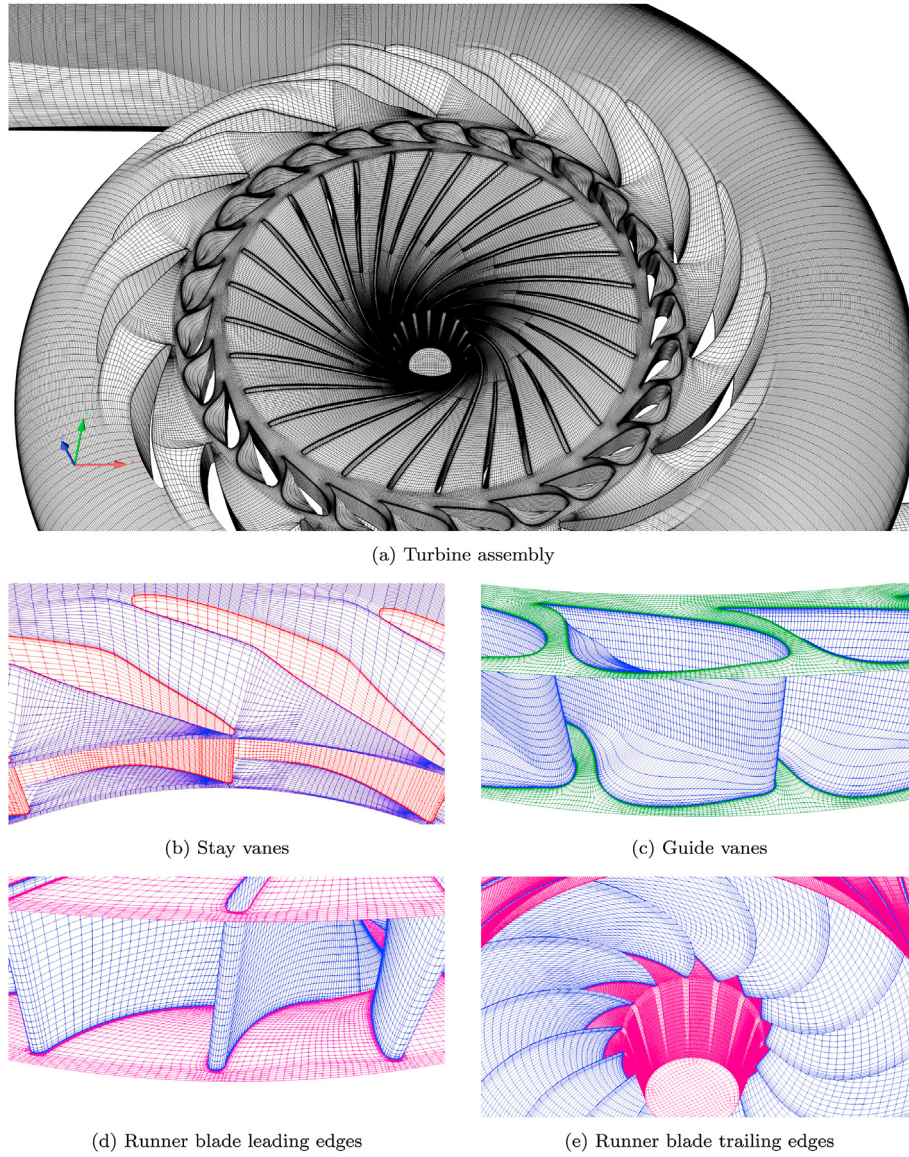 (a) Turbine assembly
(b) Stay vanes
(c) Guide vanes
(d) Runner blade leading edges
(e) Runner blade trailing edges